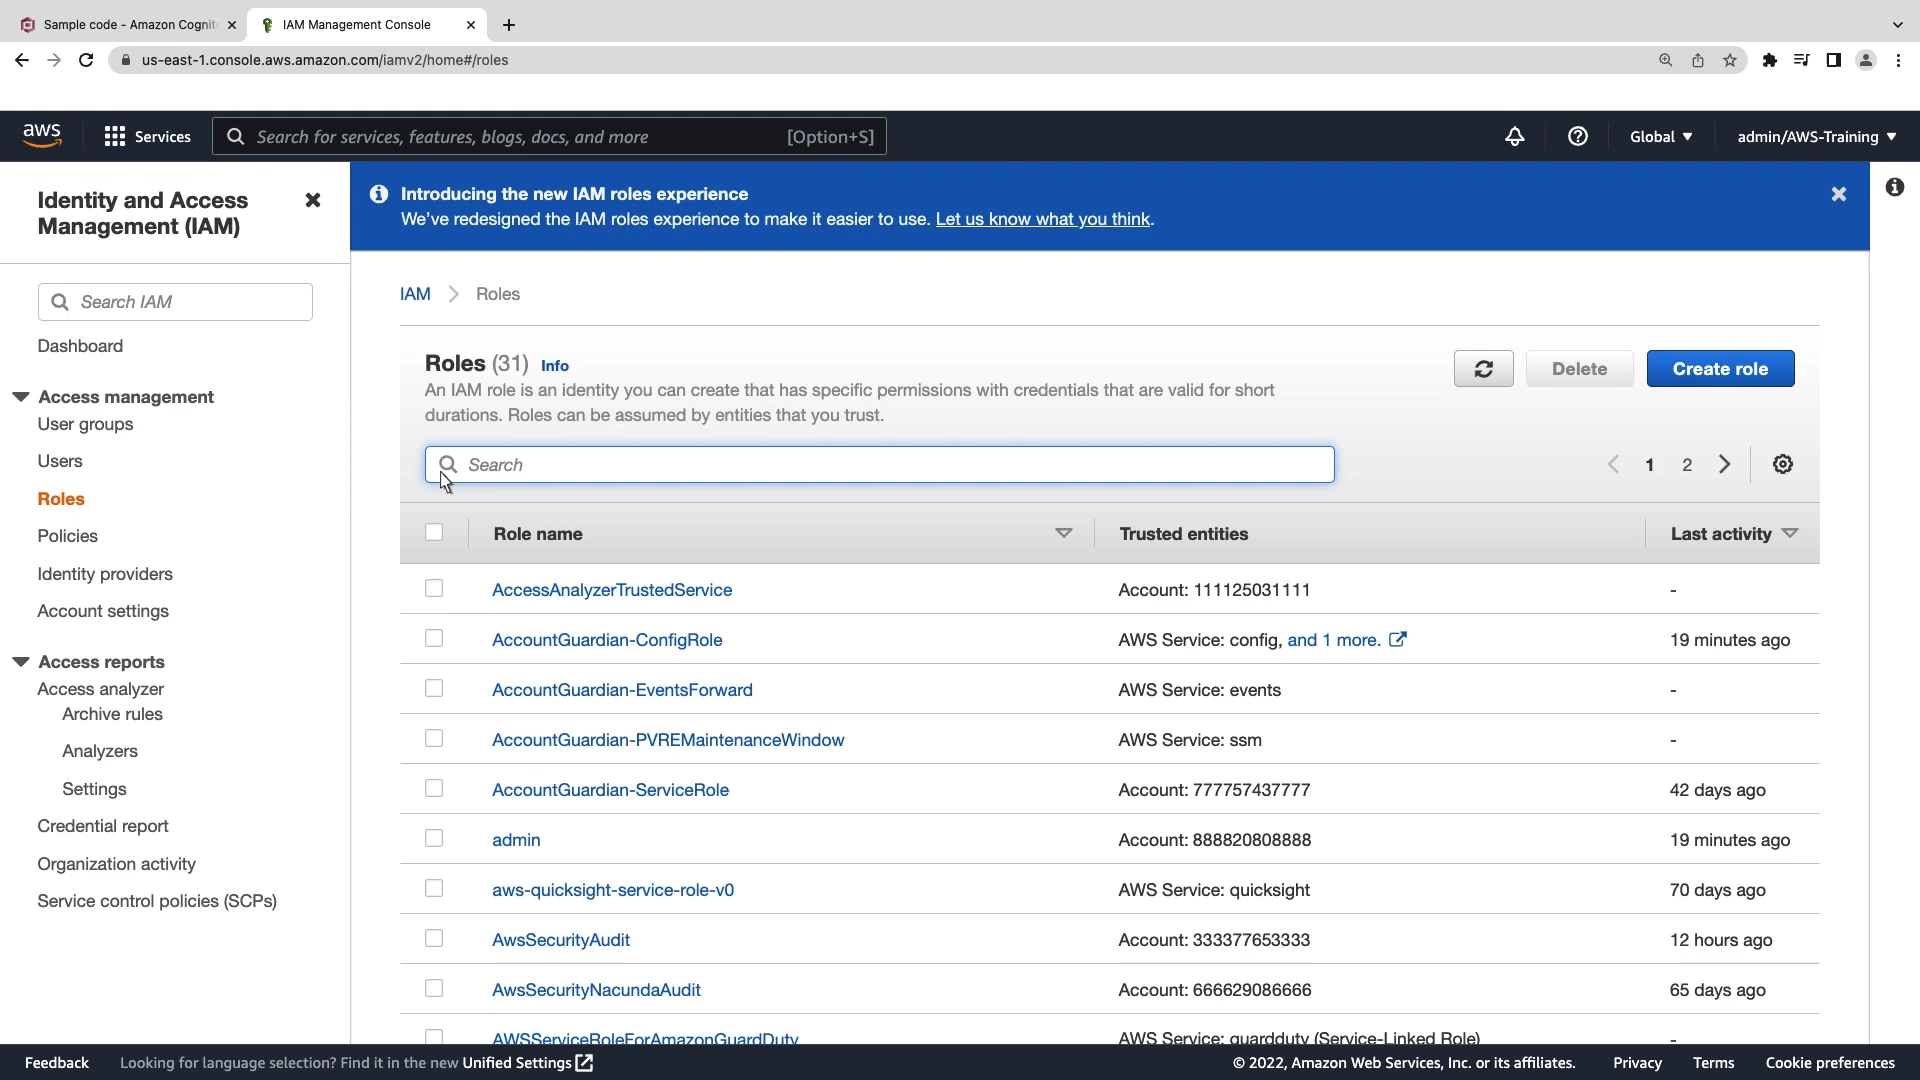 Sample code - Amazon Cognit
IAM Management Console
us-east-1.console.aws.amazon.com/iamv2/home#/roles
aws
Services
Search for services, features, blogs, docs, and more
[Option+S]
Global
admin/AWS-Training
Identity and Access
Management (IAM)
Search IAM
Dashboard
Access management
User groups
Users
Roles
Policies
Identity providers
Account settings
Access reports
Access analyzer
Archive rules
Analyzers
Settings
Credential report
Organization activity
Service control policies (SCPs)
Introducing the new IAM roles experience
We've redesigned the IAM roles experience to make it easier to use. Let us know what you think.
IAM > Roles
Roles (31) Info
An IAM role is an identity you can create that has specific permissions with credentials that are valid for short
durations. Roles can be assumed by entities that you trust.
Delete
Create role
Search
1 2
Role name Trusted entities Last activity
AccessAnalyzerTrustedService Account: 111125031111 -
AccountGuardian-ConfigRole AWS Service: config, and 1 more. 19 minutes ago
AccountGuardian-EventsForward AWS Service: events -
AccountGuardian-PVREMaintenanceWindow AWS Service: ssm -
AccountGuardian-ServiceRole Account: 777757437777 42 days ago
admin Account: 888820808888 19 minutes ago
aws-quicksight-service-role-v0 AWS Service: quicksight 70 days ago
AwsSecurityAudit Account: 333377653333 12 hours ago
AwsSecurityNacundaAudit Account: 666629086666 65 days ago
AWSServiceRoleForAmazonGuardDuty AWS Service: guardduty (Service-Linked Role) -
Feedback
Looking for language selection? Find it in the new Unified Settings
© 2022, Amazon Web Services, Inc. or its affiliates.
Privacy
Terms
Cookie preferences